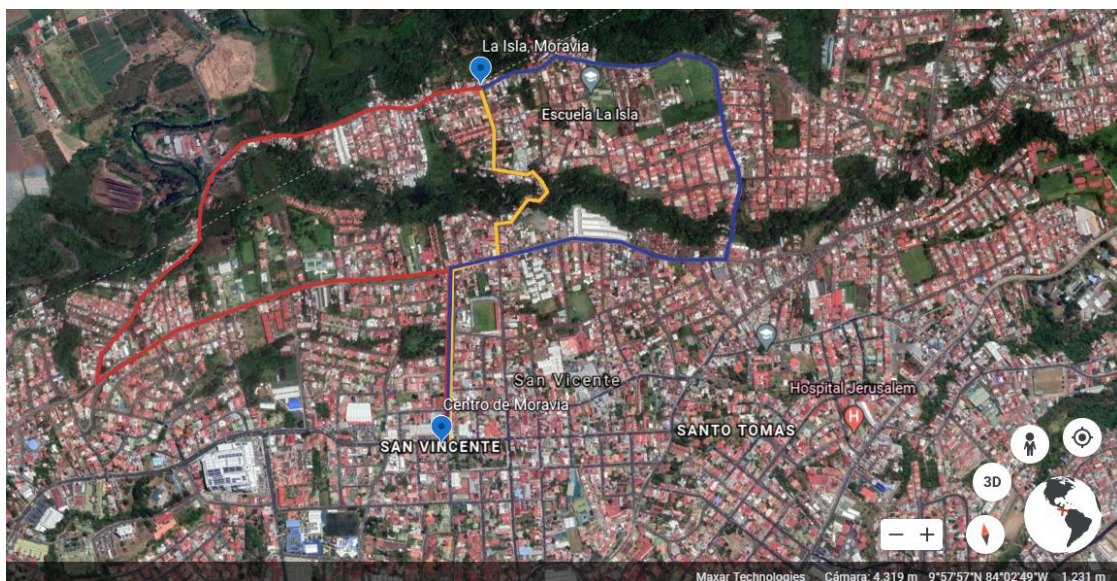 La Isla, Moravia
Escuela La Isla
San Vicente
Hospital Jerusalem
Centro de Moravia
SAN VINCENTE
SANTO TOMAS
H
3D
− +
Maxar Technologies Cámara: 4.319 m 9°57'57"N 84°02'49"W 1.231 m